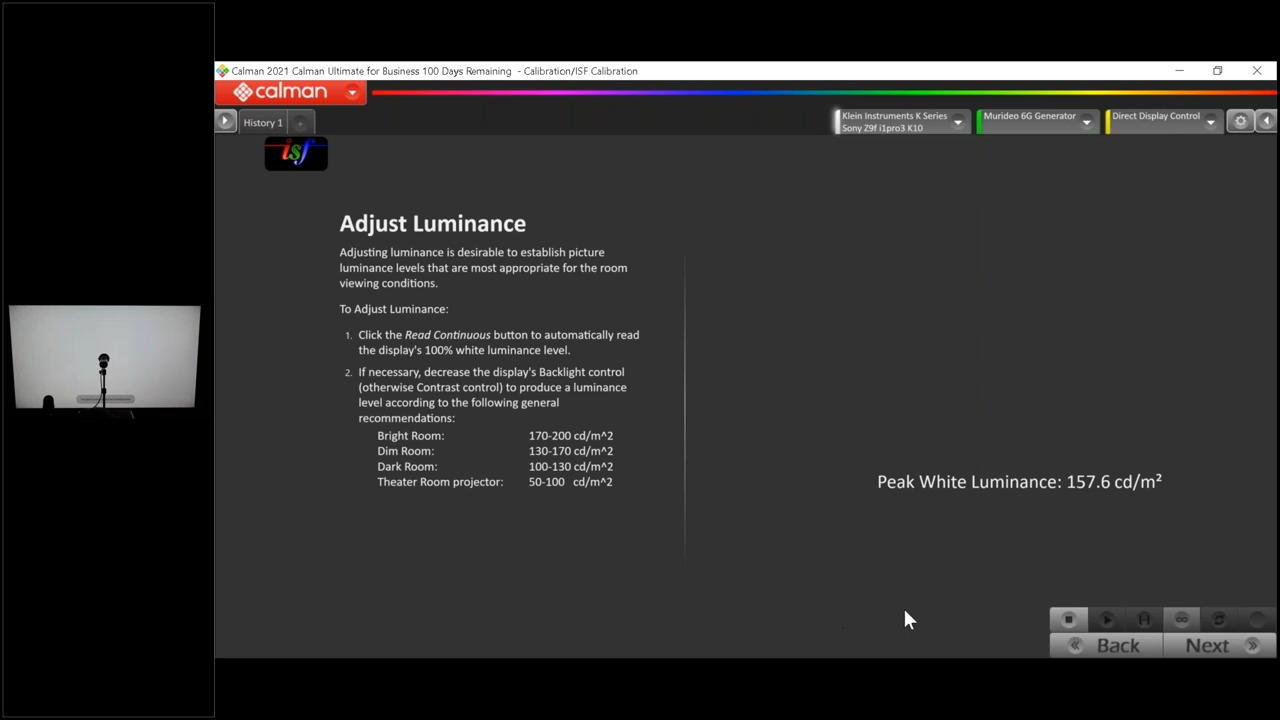 Calman 2021 Calman Ultimate for Business 100 Days Remaining - Calibration/ISF Calibration
calman
History 1
Klein Instruments K Series
Sony Z9f i1pro3 K10
Murideo 6G Generator
Direct Display Control
isf
Adjust Luminance
Adjusting luminance is desirable to establish picture
luminance levels that are most appropriate for the room
viewing conditions.
To Adjust Luminance:
1. Click the Read Continuous button to automatically read
the display's 100% white luminance level.
2. If necessary, decrease the display's Backlight control
(otherwise Contrast control) to produce a luminance
level according to the following general
recommendations:
Bright Room: 170-200 cd/m^2
Dim Room: 130-170 cd/m^2
Dark Room: 100-130 cd/m^2
Theater Room projector: 50-100 cd/m^2
Peak White Luminance: 157.6 cd/m²
Back
Next